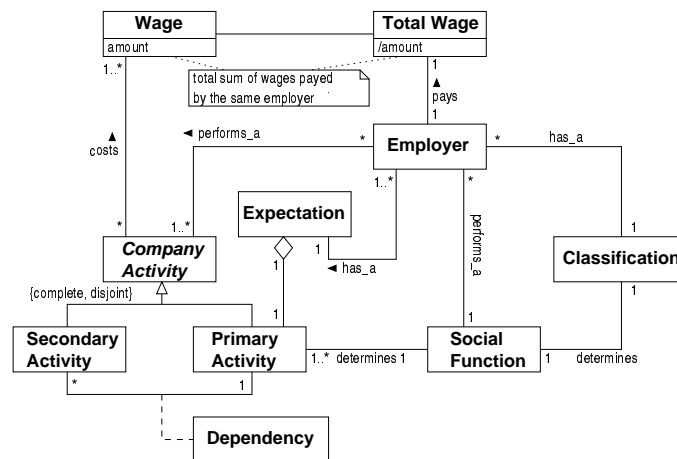 Wage
Total Wage
amount
/amount
1..*
1
total sum of wages payed
by the same employer
pays
1
costs
performs_a
*
Employer
*
has_a
1..*
*
Expectation
performs_a
*
1..*
1
has_a
1
Company
Activity
1
Classification
{complete, disjoint}
1
1
1
Secondary
Activity
Primary
Activity
1..*
determines
1
Social
Function
1
determines
*
1
Dependency